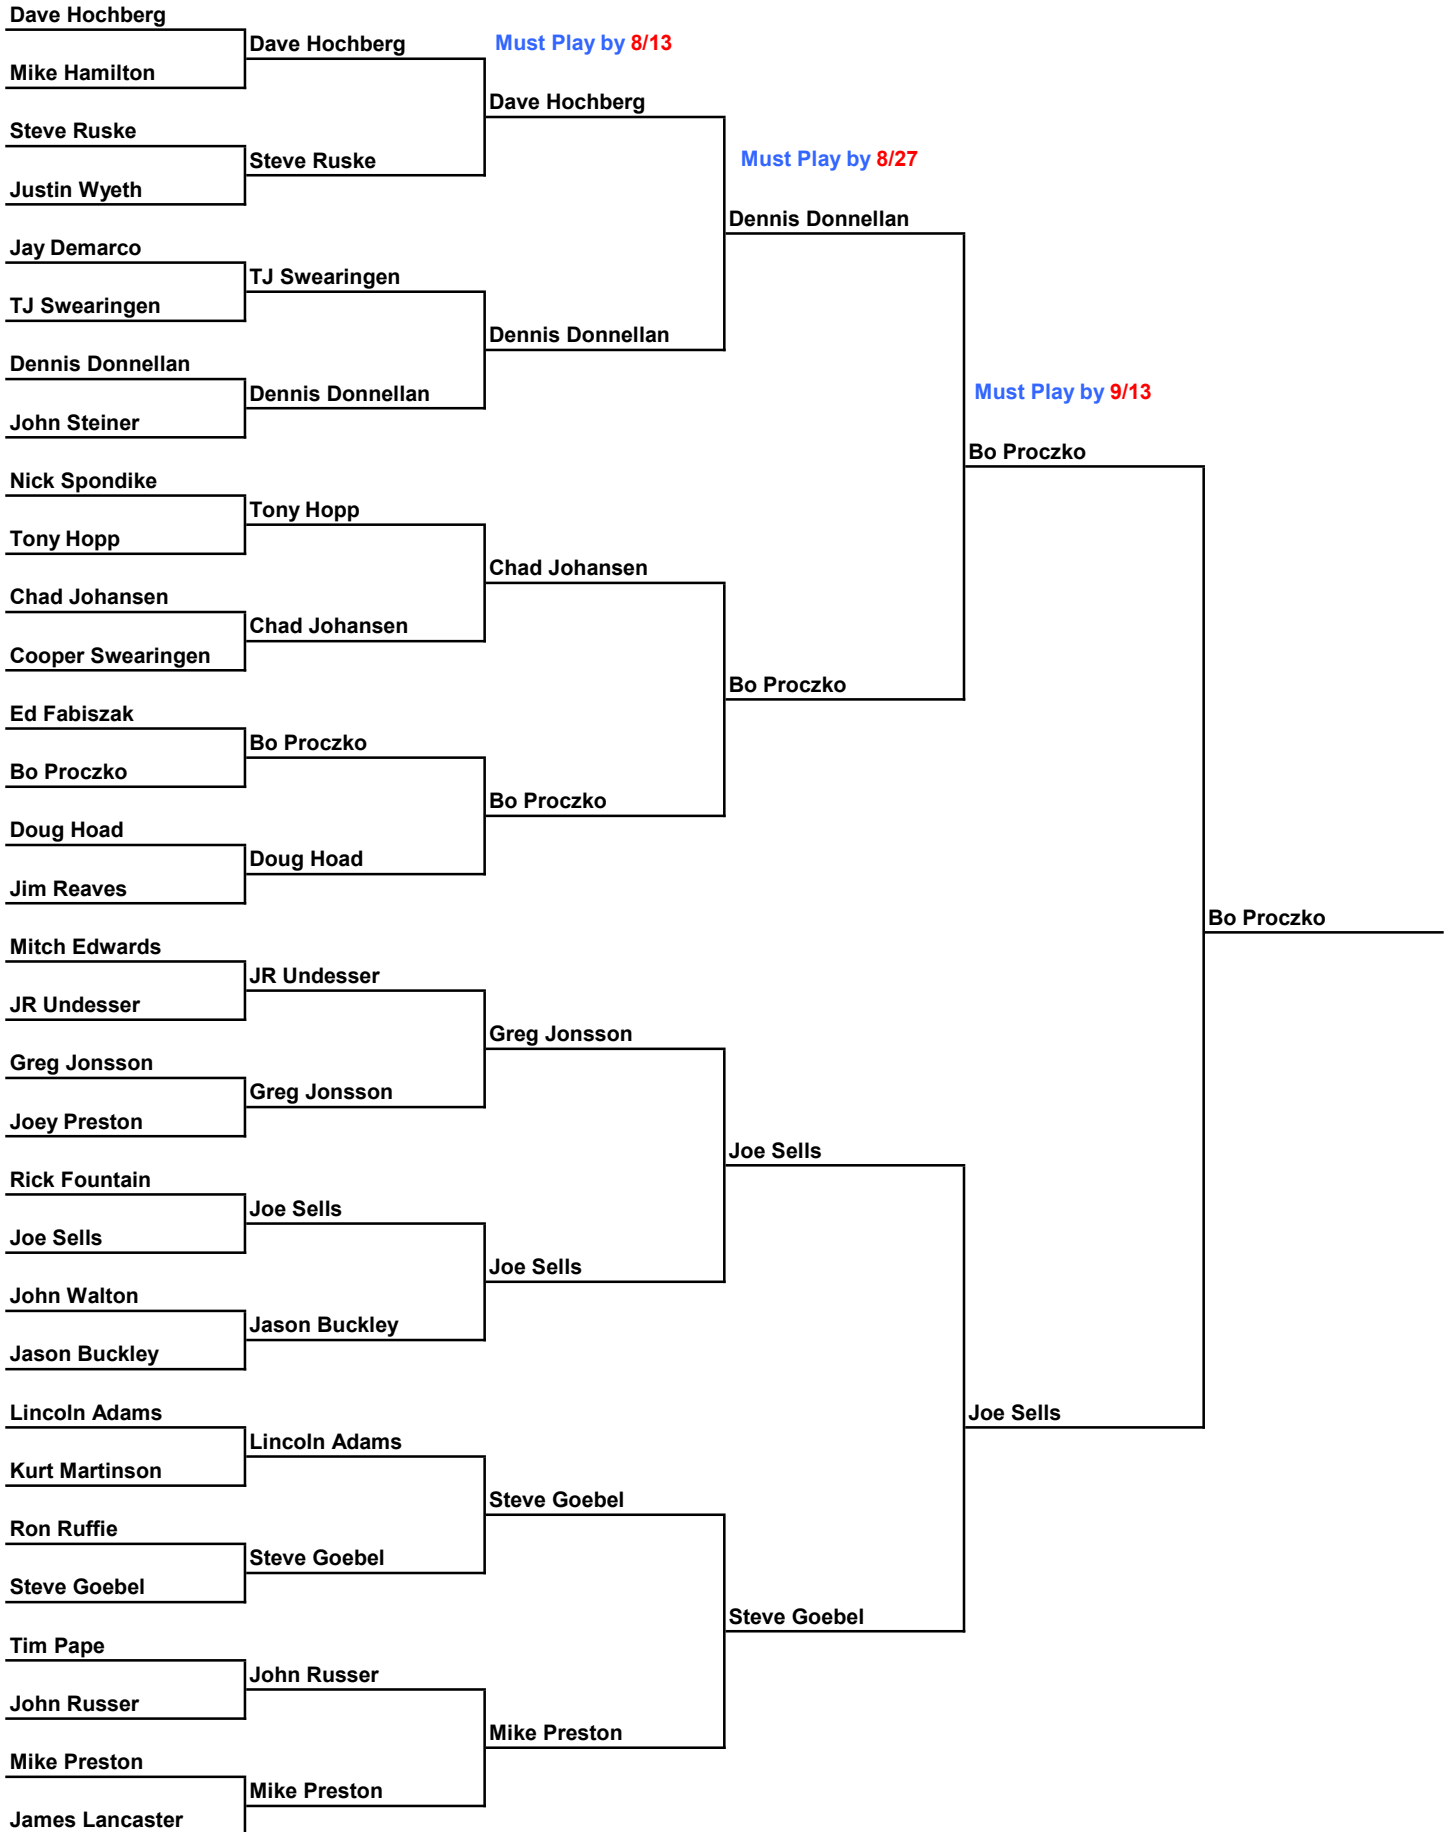 Dave Hochberg
Dave Hochberg
Must Play by 8/13
Mike Hamilton
Dave Hochberg
Steve Ruske
Steve Ruske
Must Play by 8/27
Justin Wyeth
Dennis Donnellan
Jay Demarco
TJ Swearingen
TJ Swearingen
Dennis Donnellan
Dennis Donnellan
Dennis Donnellan
Must Play by 9/13
John Steiner
Bo Proczko
Nick Spondike
Tony Hopp
Tony Hopp
Chad Johansen
Chad Johansen
Chad Johansen
Cooper Swearingen
Bo Proczko
Ed Fabiszak
Bo Proczko
Bo Proczko
Bo Proczko
Doug Hoad
Doug Hoad
Jim Reaves
Bo Proczko
Mitch Edwards
JR Undesser
JR Undesser
Greg Jonsson
Greg Jonsson
Greg Jonsson
Joey Preston
Joe Sells
Rick Fountain
Joe Sells
Joe Sells
Joe Sells
John Walton
Jason Buckley
Jason Buckley
Lincoln Adams
Joe Sells
Lincoln Adams
Kurt Martinson
Steve Goebel
Ron Ruffie
Steve Goebel
Steve Goebel
Steve Goebel
Tim Pape
John Russer
John Russer
Mike Preston
Mike Preston
Mike Preston
James Lancaster